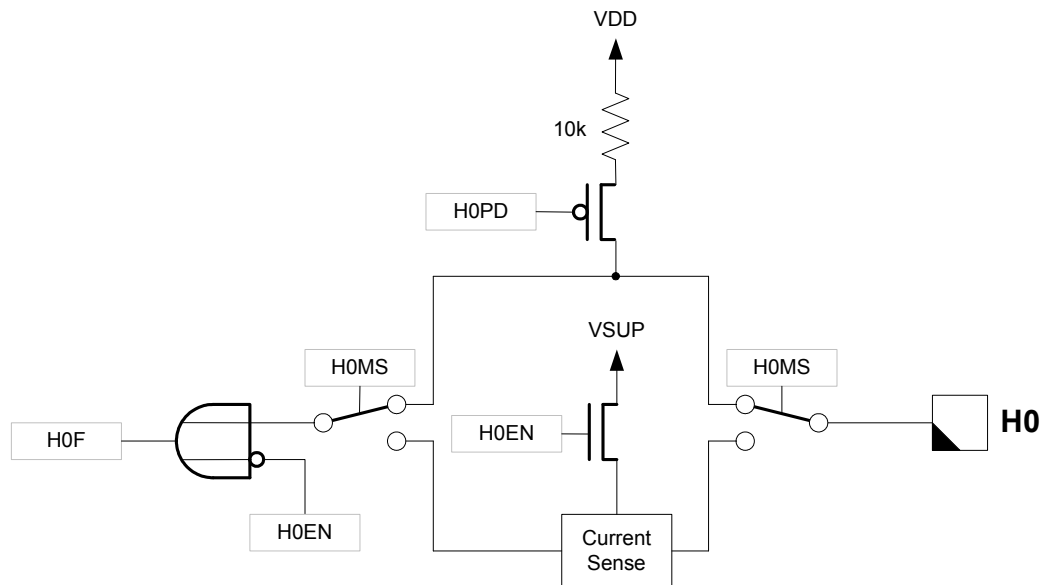 VDD
10k
H0PD
VSUP
H0MS
H0MS
H0F
H0EN
H0
H0EN
Current
Sense